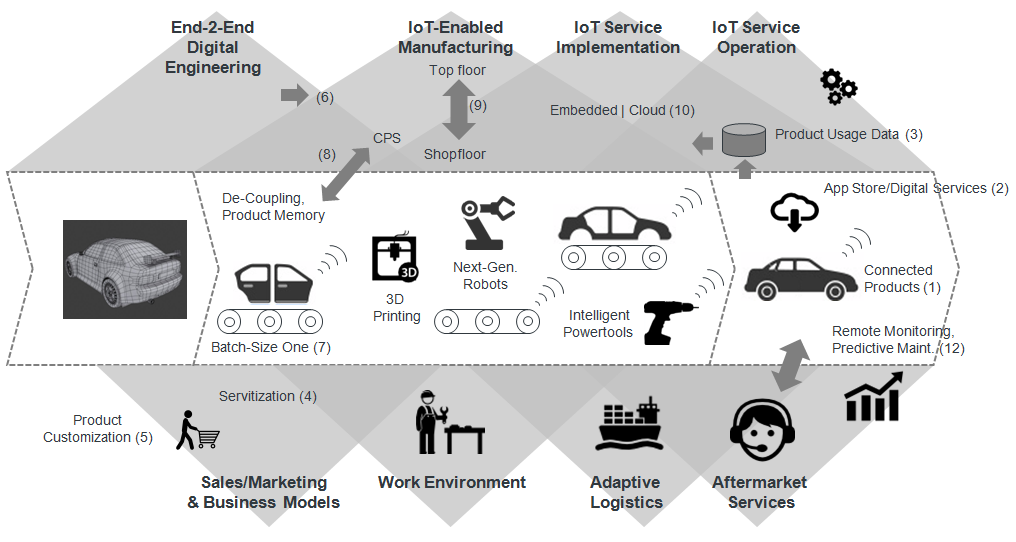 End-2-End
Digital
Engineering
IoT-Enabled
Manufacturing
IoT Service
Implementation
IoT Service
Operation
Top floor
(6)
(9)
Embedded | Cloud (10)
CPS
Product Usage Data (3)
(8)
Shopfloor
De-Coupling,
Product Memory
App Store/Digital Services (2)
3D
Next-Gen.
Robots
Connected
Products (1)
3D
Printing
Intelligent
Powertools
Batch-Size One (7)
Remote Monitoring,
Predictive Maint. (12)
Servitization (4)
Product
Customization (5)
Sales/Marketing
& Business Models
Work Environment
Adaptive
Logistics
Aftermarket
Services